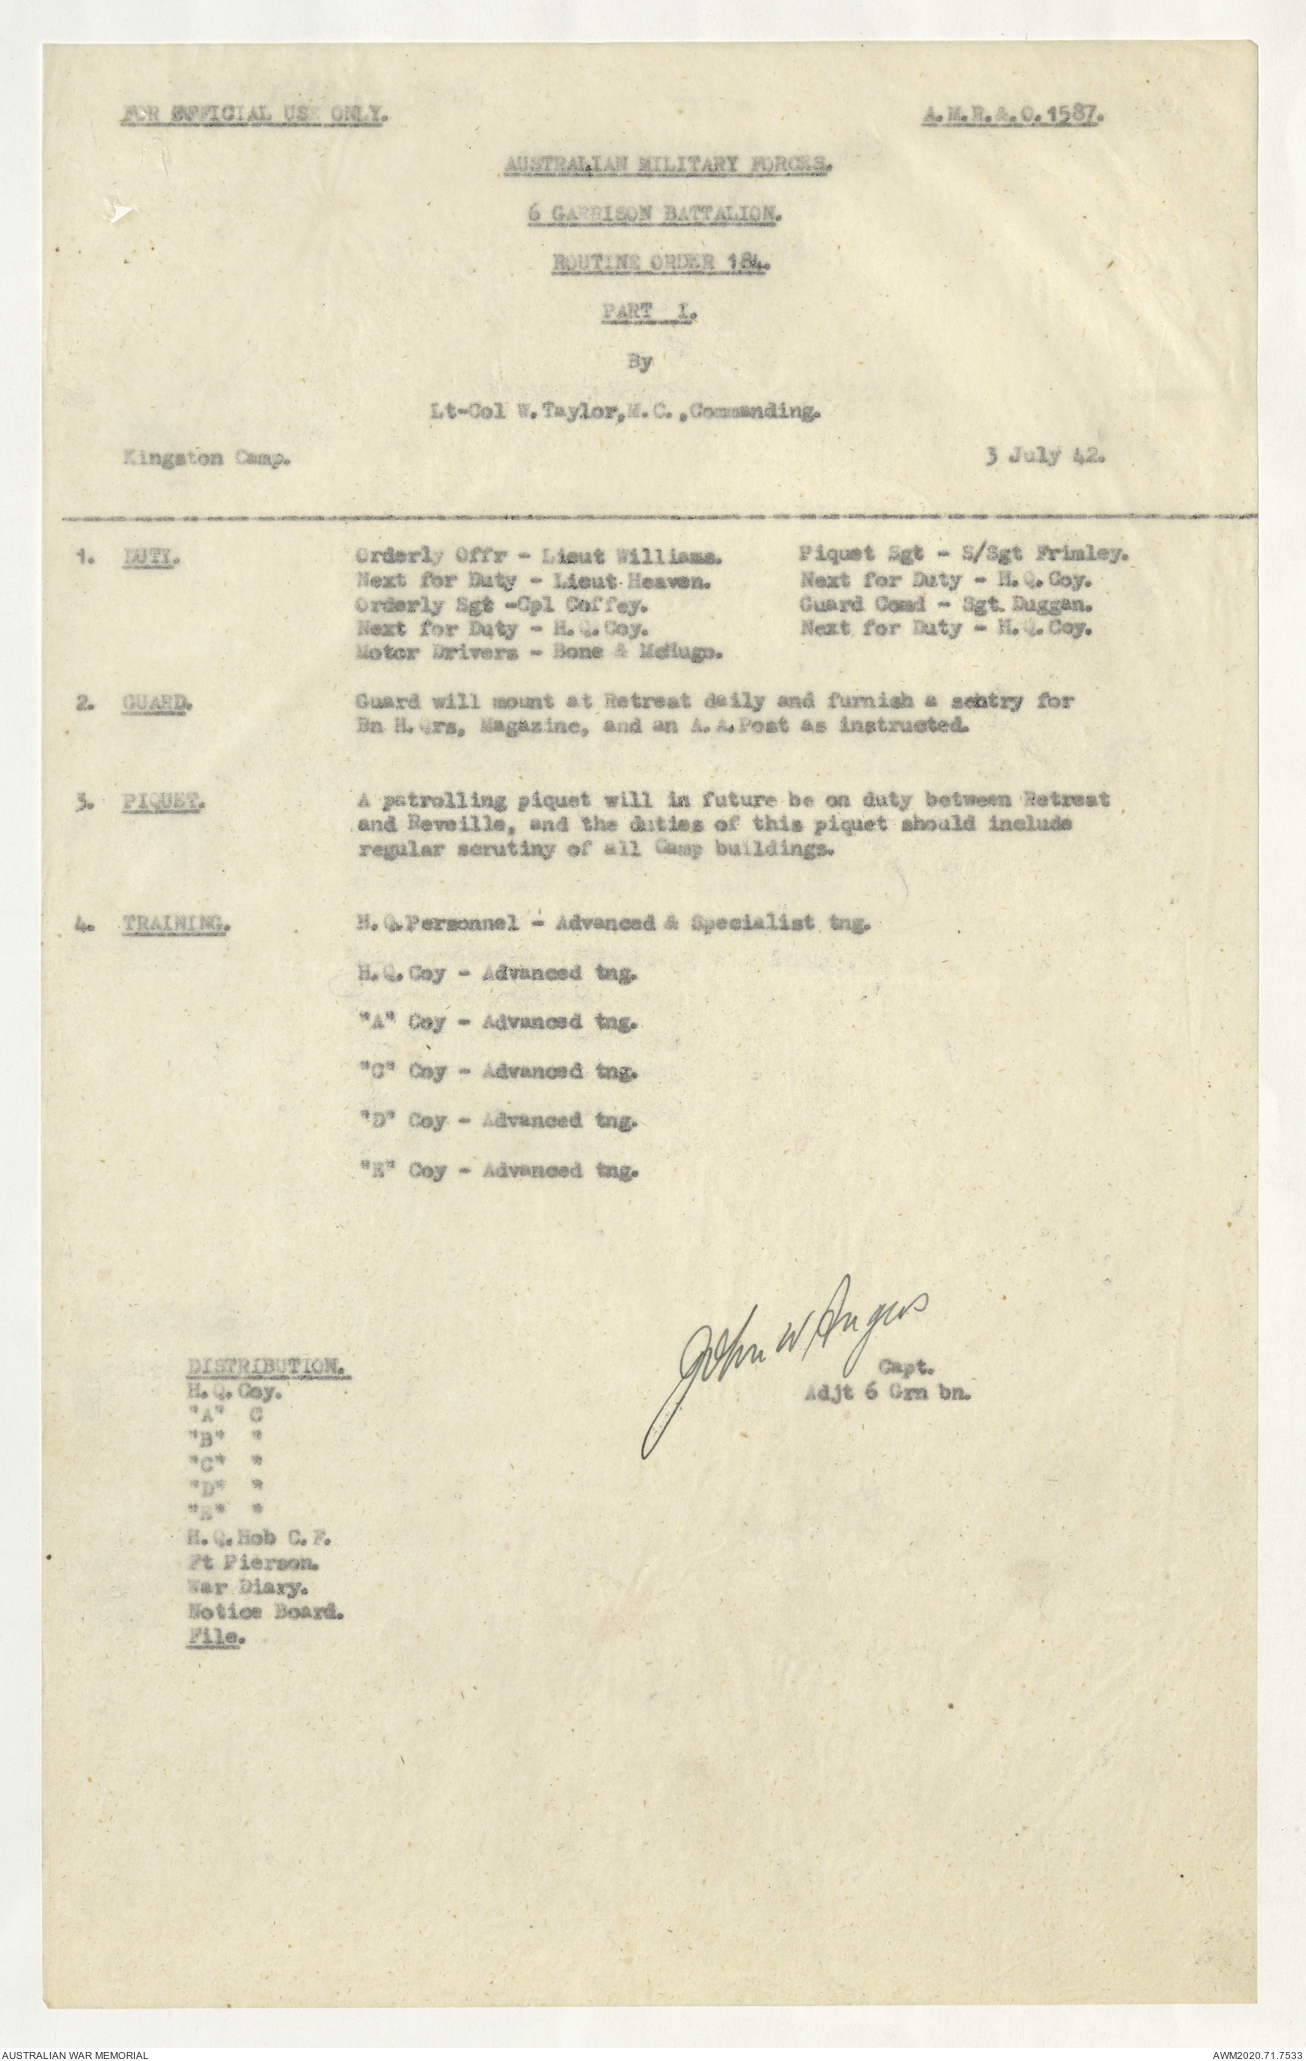 FOR OFFICIAL USE ONLY. A.M.R.&.O.1587.
AUSTRALIAN MILITARY FORCES.
6 GARRISON BATTALION.
ROUTINE ORDER 184.
PART I.
By
Lt-Col W.Taylor,M.C.,Commanding.
Kingston Camp. 3 July 42.
1. DUTY. Orderly Offr - Lieut Williams. Piquet Sgt - S/Sgt Frimley.
Next for Duty - Lieut Heaven. Next for Duty - H.Q.Coy.
Orderly Sgt -Cpl Coffey. Guard Comd - Sgt Duggan.
Next for Duty - H.Q.Coy. Next for Duty - H.Q.Coy.
Motor Drivers - Bone & McHugo.
2. GUARD. Guard will mount at Retreat daily and furnish a sentry for
Bn H.Qrs, Magazine, and an A.A.Post as instructed.
3. PIQUET. A patrolling piquet will in future be on duty between Retreat
and Reveille, and the duties of this piquet should include
regular scrutiny of all Camp buildings.
4. TRAINING. H.Q.Personnel - Advanced & Specialist tng.
H.Q.Coy - Advanced tng.
"A" Coy - Advanced tng.
"C" Coy - Advanced tng.
"D" Coy - Advanced tng.
"E" Coy - Advanced tng.
John W Angus
Capt.
Adjt 6 Grn bn.
DISTRIBUTION.
H.Q.Coy.
"A" C
"B" "
"C" "
"D" "
"E" "
H.Q.Hob C.F.
Ft Pierson.
War Diary.
Notice Board.
File.
AUSTRALIAN WAR MEMORIAL AWM2020.71.7533